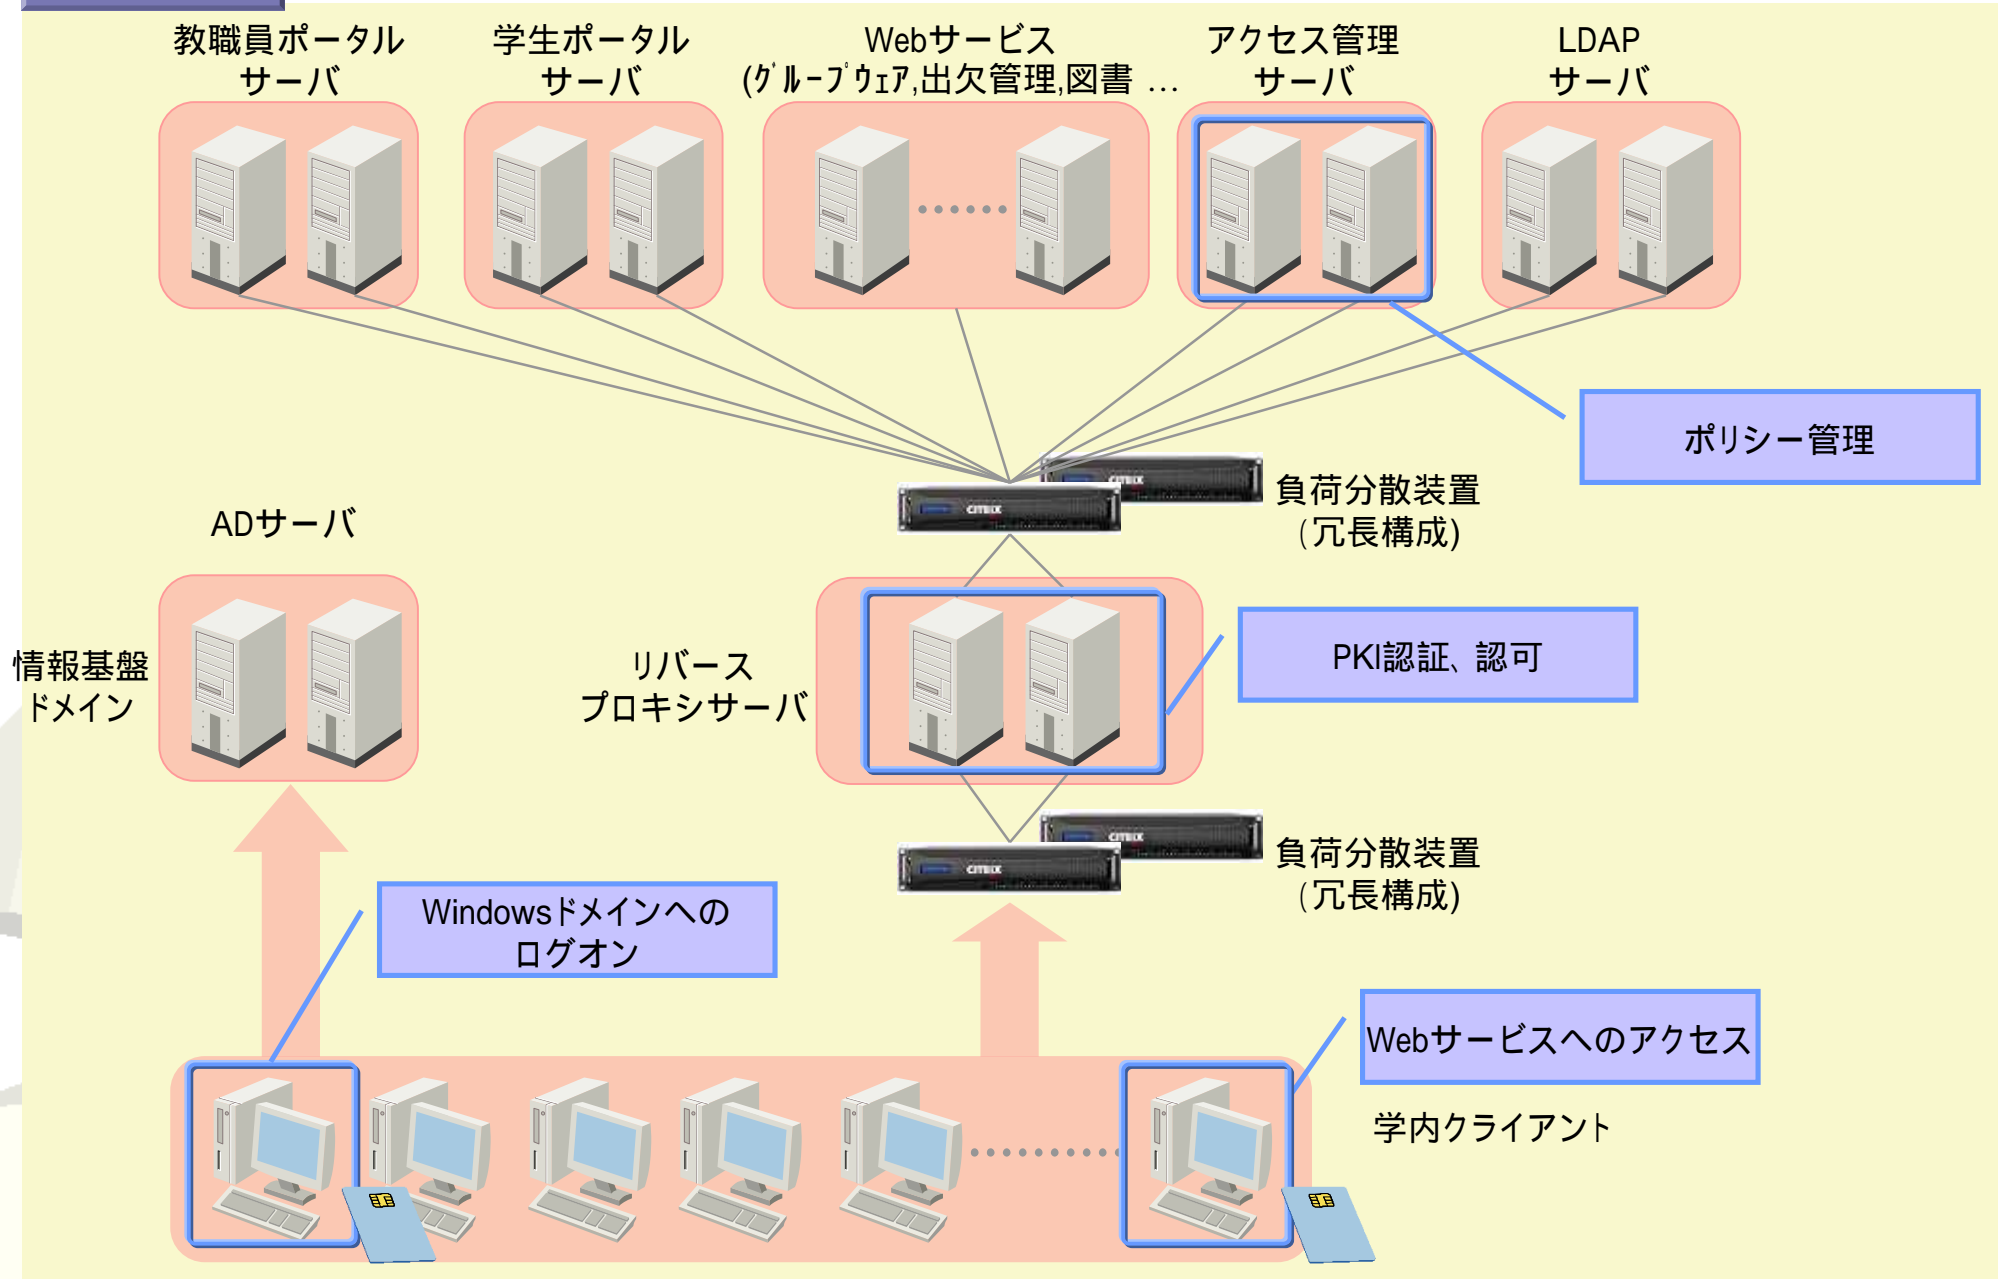 教職員ポータル
サーバ
学生ポータル
サーバ
Webサービス
(ｸﾞﾙｰﾌﾟｳｪｱ,出欠管理,図書 …
アクセス管理
サーバ
LDAP
サーバ
ポリシー管理
CITRIX
CITRIX
負荷分散装置
(冗長構成)
ADサーバ
情報基盤
ドメイン
リバース
プロキシサーバ
PKI認証、認可
CITRIX
CITRIX
負荷分散装置
(冗長構成)
Windowsドメインへの
ログオン
Webサービスへのアクセス
学内クライアント